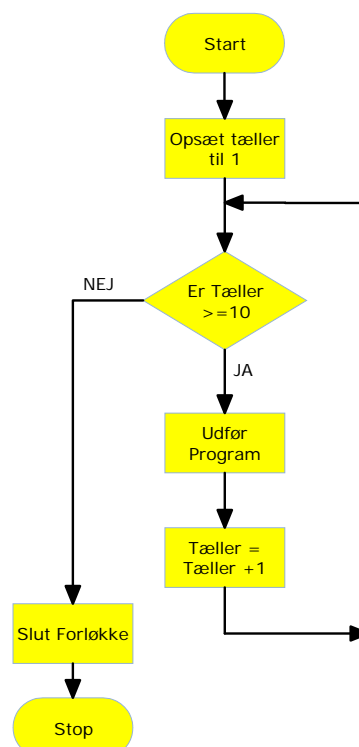 Start
Opsæt tæller
til 1
Er Tæller
>=10
NEJ
JA
Udfør
Program
Tæller =
Tæller +1
Slut Forløkke
Stop